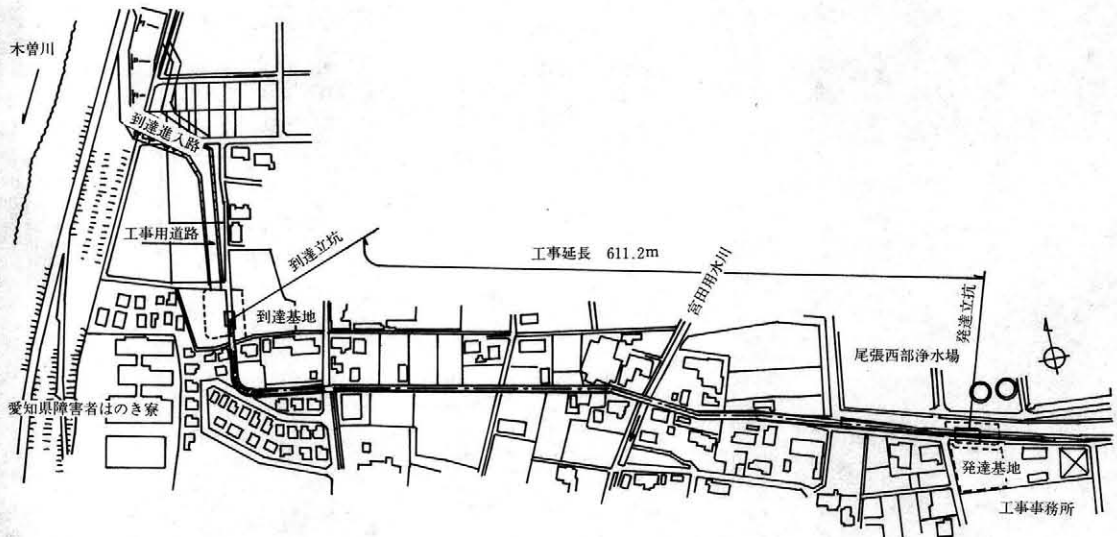 木曽川
到達進入路
工事用道路
到達立坑
工事延長 611.2m
宮田用水川
発達立抗
到達基地
尾張西部浄水場
愛知県障害者はのき寮
発達基地
工事事務所